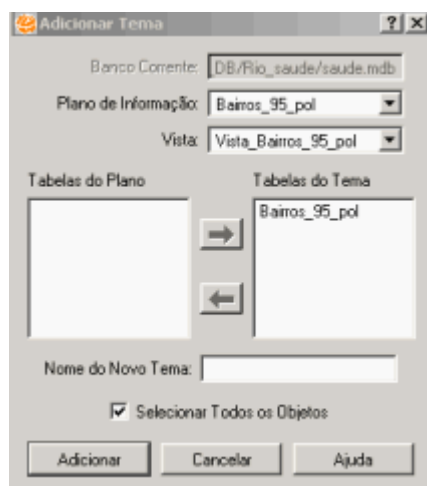 Adicionar Tema
Banco Corrente: DB/Rio_saude/saude.mdb
Plano de Informação: Bairros_95_pol
Vista: Vista_Bairros_95_pol
Tabelas do Plano Tabelas do Tema
Bairros_95_pol
Nome do Novo Tema:
Selecionar Todos os Objetos
Adicionar Cancelar Ajuda